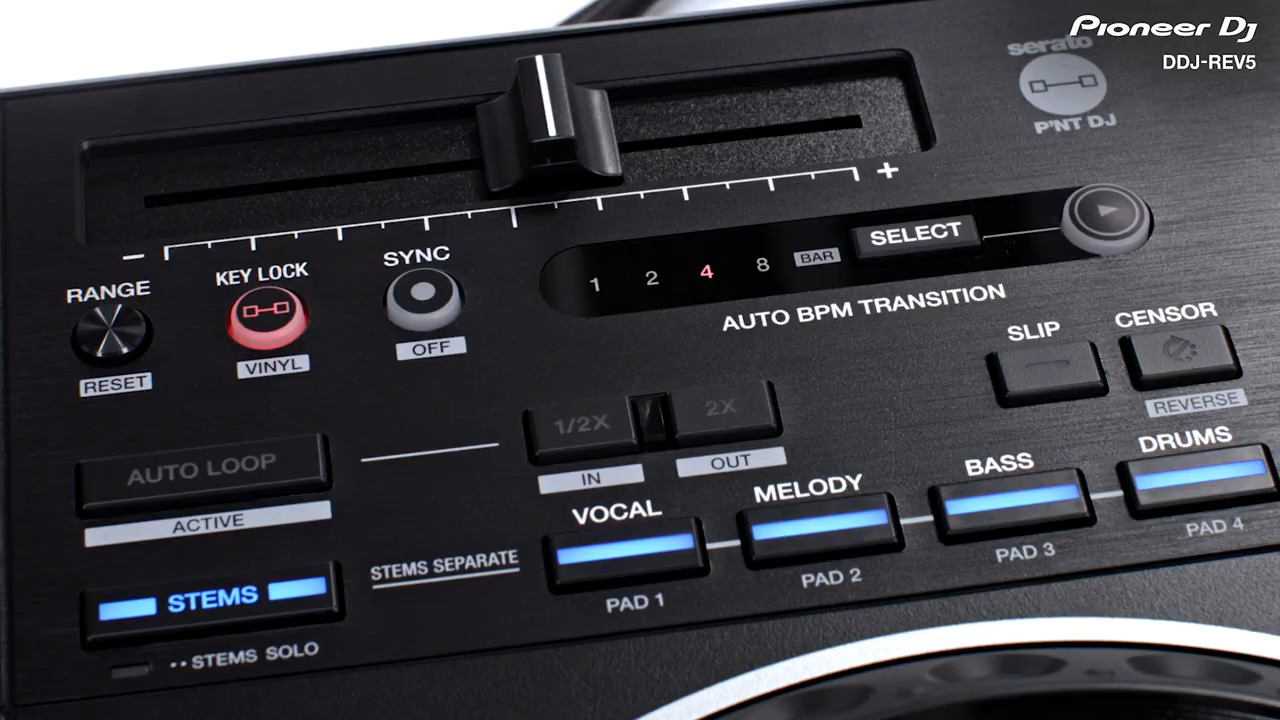 Pioneer Dj
DDJ-REV5
serato
P'NT DJ
−
+
RANGE
KEY LOCK
SYNC
RESET
VINYL
OFF
1 2 4 8 BAR
SELECT
AUTO BPM TRANSITION
SLIP
CENSOR
REVERSE
AUTO LOOP
ACTIVE
1/2X
2X
IN
OUT
VOCAL
MELODY
BASS
DRUMS
STEMS SEPARATE
PAD 1
PAD 2
PAD 3
PAD 4
STEMS
STEMS SOLO